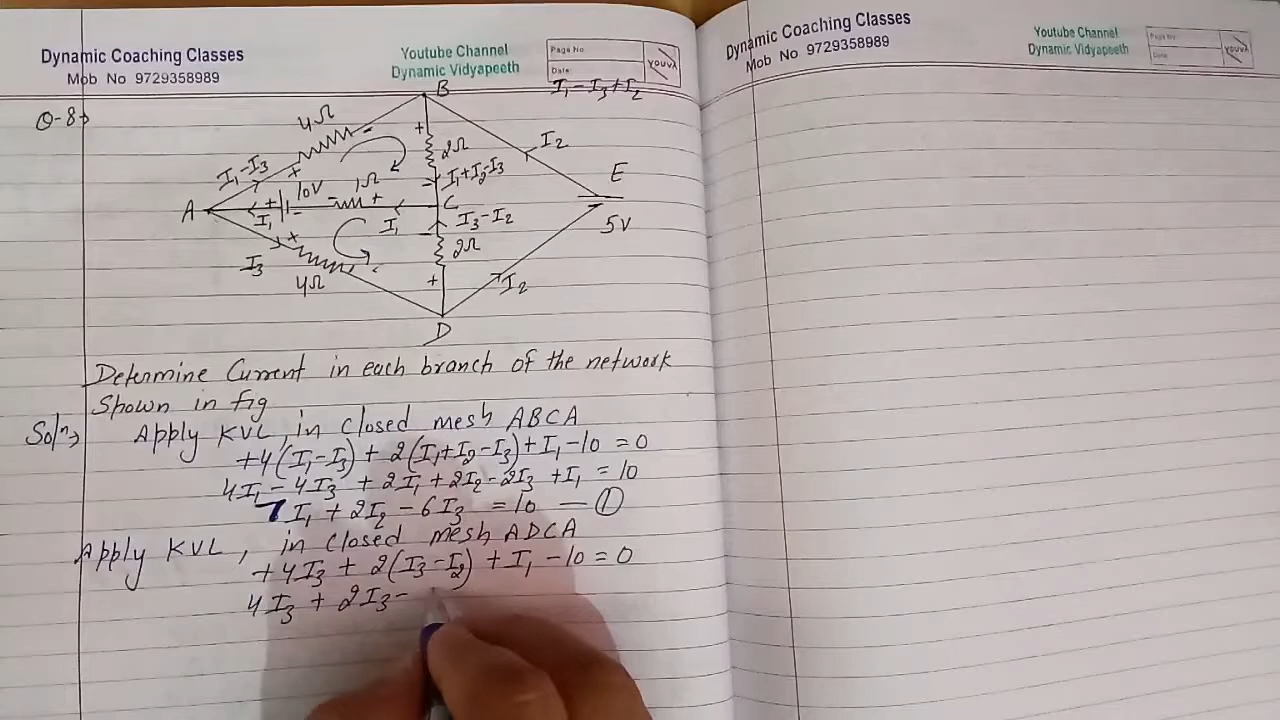 Dynamic Coaching Classes
Mob No 9729358989
Youtube Channel
Dynamic Vidyapeeth
Page No
Date
YOUVA
Dynamic Coaching Classes
Mob No 9729358989
Youtube Channel
Dynamic Vidyapeeth
Date
YOUVA
I₁-I₃+I₂
Q-8
B
4Ω
+
-
2Ω
I₂
I₁-I₃
+
10V
1Ω
I₁+I₂-I₃
E
A
+
-
-
+
C
I₁
I₁
I₃-I₂
5V
I₃
+
2Ω
4Ω
+
I₂
D
Determine Current in each branch of the network
Shown in fig
Solⁿ⇒ Apply KVL, in closed mesh ABCA
+4(I₁-I₃) + 2(I₁+I₂-I₃)+I₁-10 = 0
4I₁-4I₃ + 2I₁+2I₂-2I₃ +I₁ = 10
7I₁ + 2I₂ - 6I₃ = 10 — ①
Apply KVL, in closed mesh ADCA
+4I₃ + 2(I₃-I₂) + I₁ -10 = 0
4I₃ + 2I₃ -